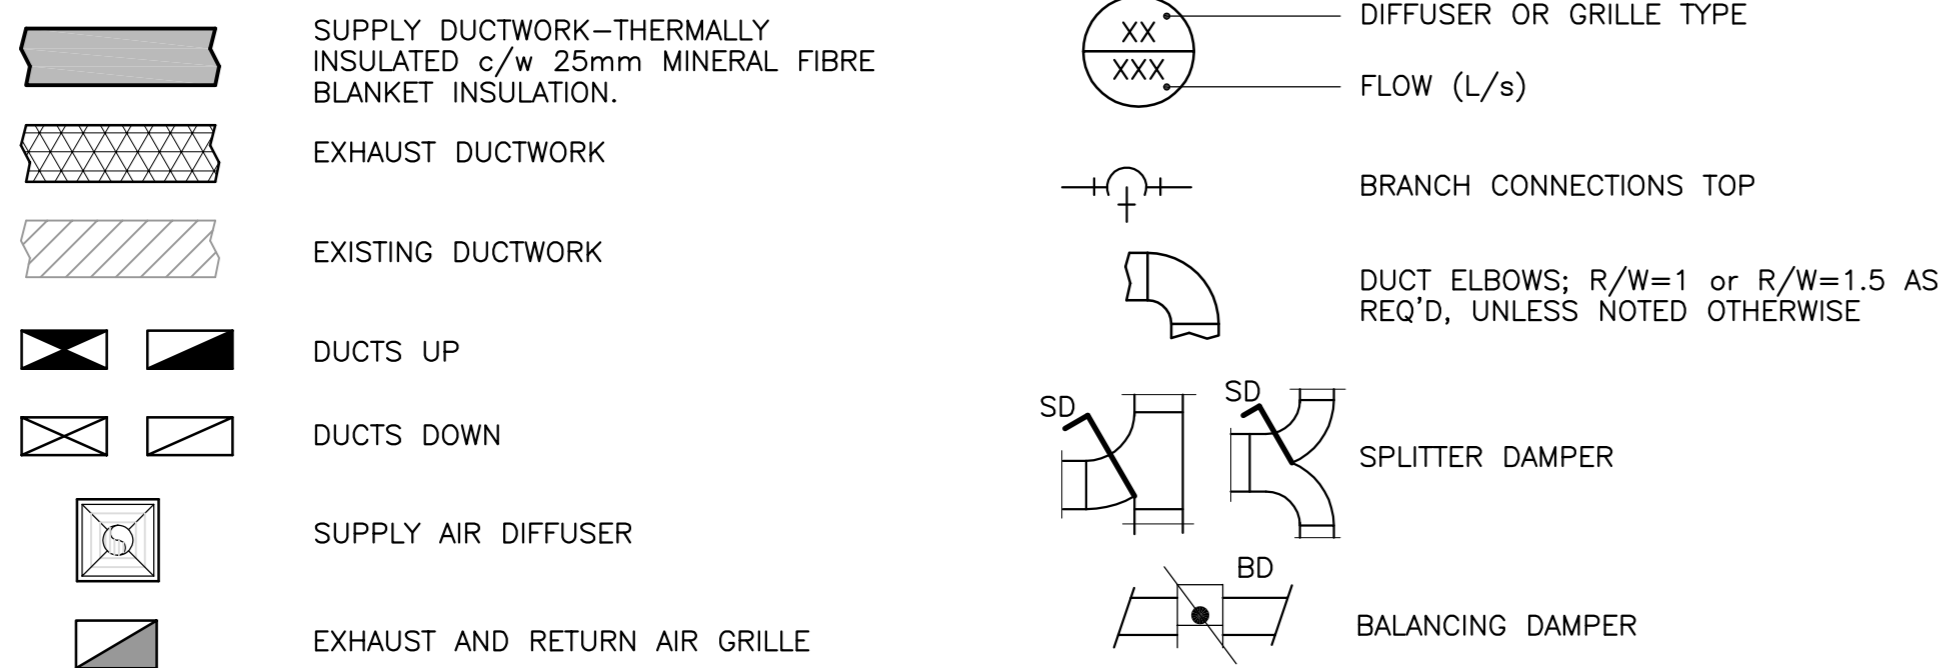 SUPPLY DUCTWORK-THERMALLY
INSULATED c/w 25mm MINERAL FIBRE
BLANKET INSULATION.
EXHAUST DUCTWORK
EXISTING DUCTWORK
DUCTS UP
DUCTS DOWN
SUPPLY AIR DIFFUSER
EXHAUST AND RETURN AIR GRILLE
XX
DIFFUSER OR GRILLE TYPE
XXX
FLOW (L/s)
BRANCH CONNECTIONS TOP
DUCT ELBOWS; R/W=1 or R/W=1.5 AS
REQ'D, UNLESS NOTED OTHERWISE
SD
SD
SPLITTER DAMPER
BD
BALANCING DAMPER